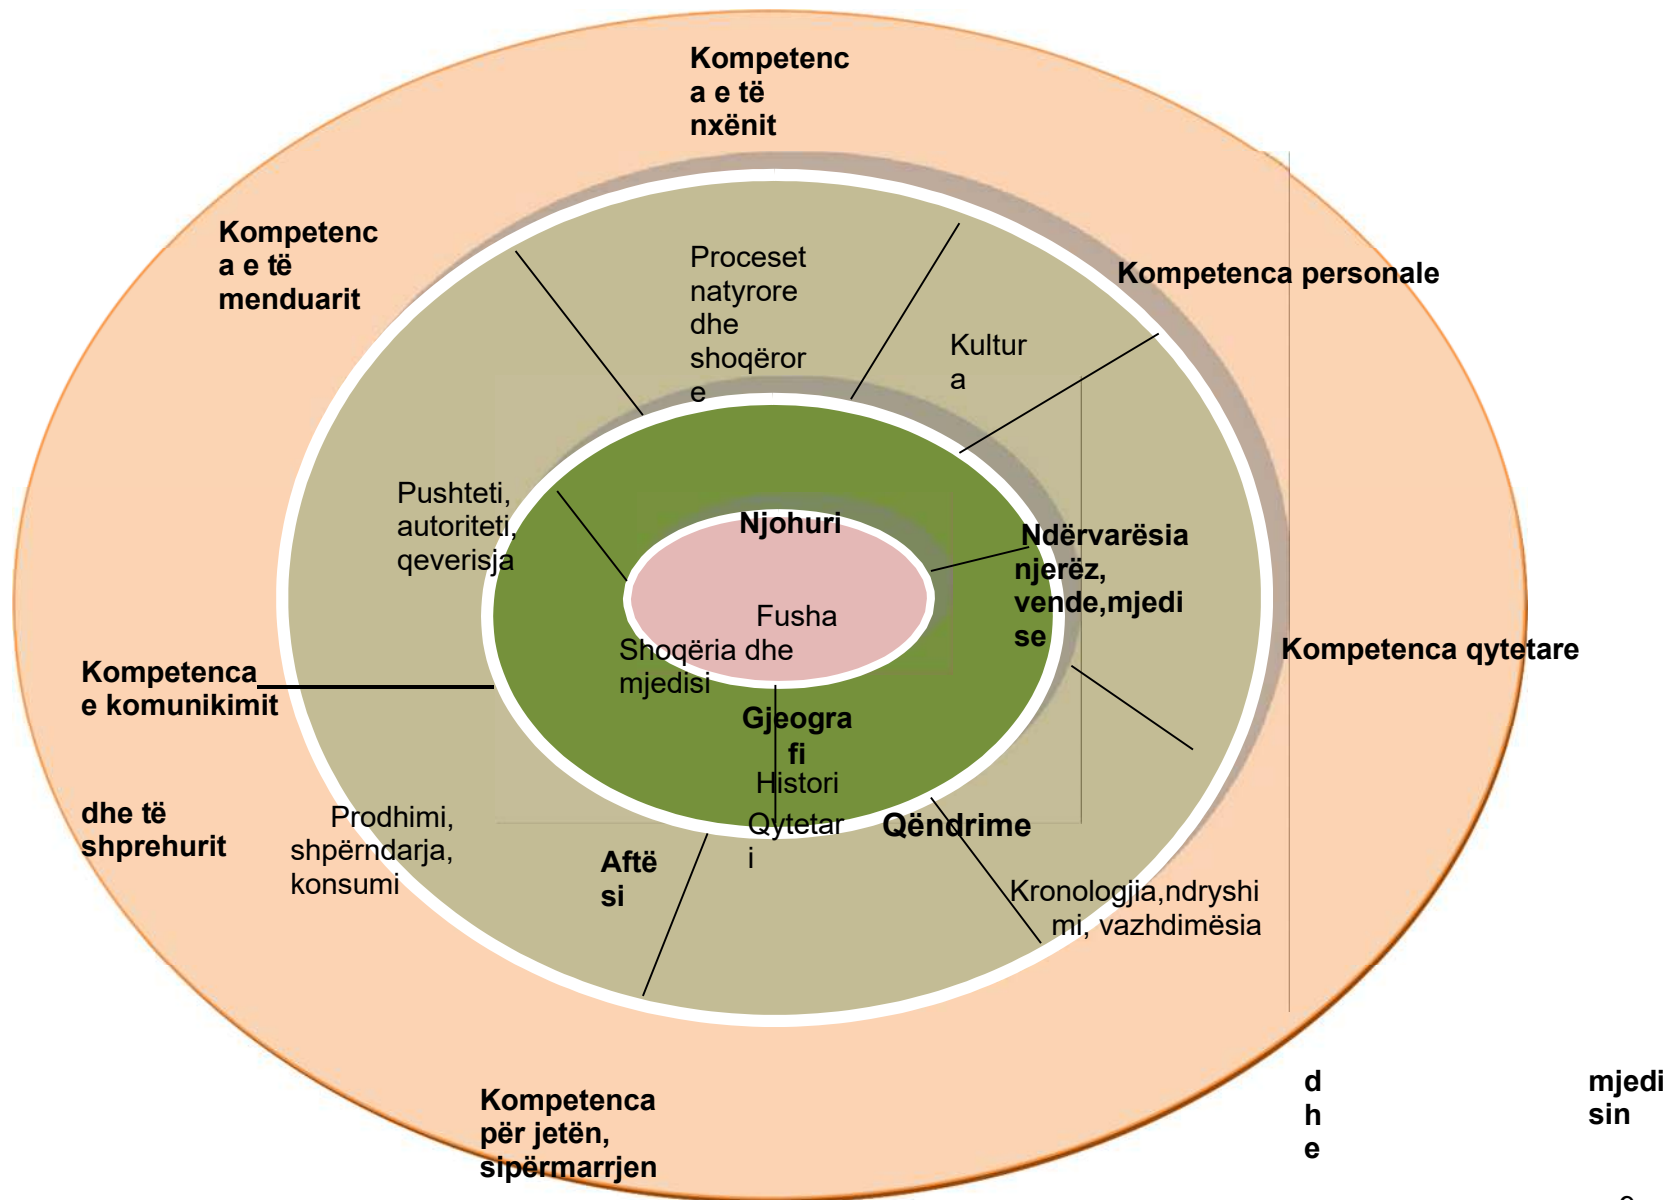 Kompetenc
a e të
nxënit
Kompetenc
a e të
menduarit
Proceset
natyrore
dhe
shoqëror
e
Kompetenca personale
Kultur
a
Pushteti,
autoriteti,
qeverisja
Njohuri
Ndërvarësia
njerëz,
vende,mjedi
se
Fusha
Shoqëria dhe
mjedisi
Kompetenca qytetare
Kompetenca
e komunikimit
Gjeogra
fi
Histori
Qytetar
i
dhe të
shprehurit
Prodhimi,
shpërndarja,
konsumi
Aftë
si
Qëndrime
Kronologjia,ndryshi
mi, vazhdimësia
Kompetenca
për jetën,
sipërmarrjen
d
h
e
mjedi
sin